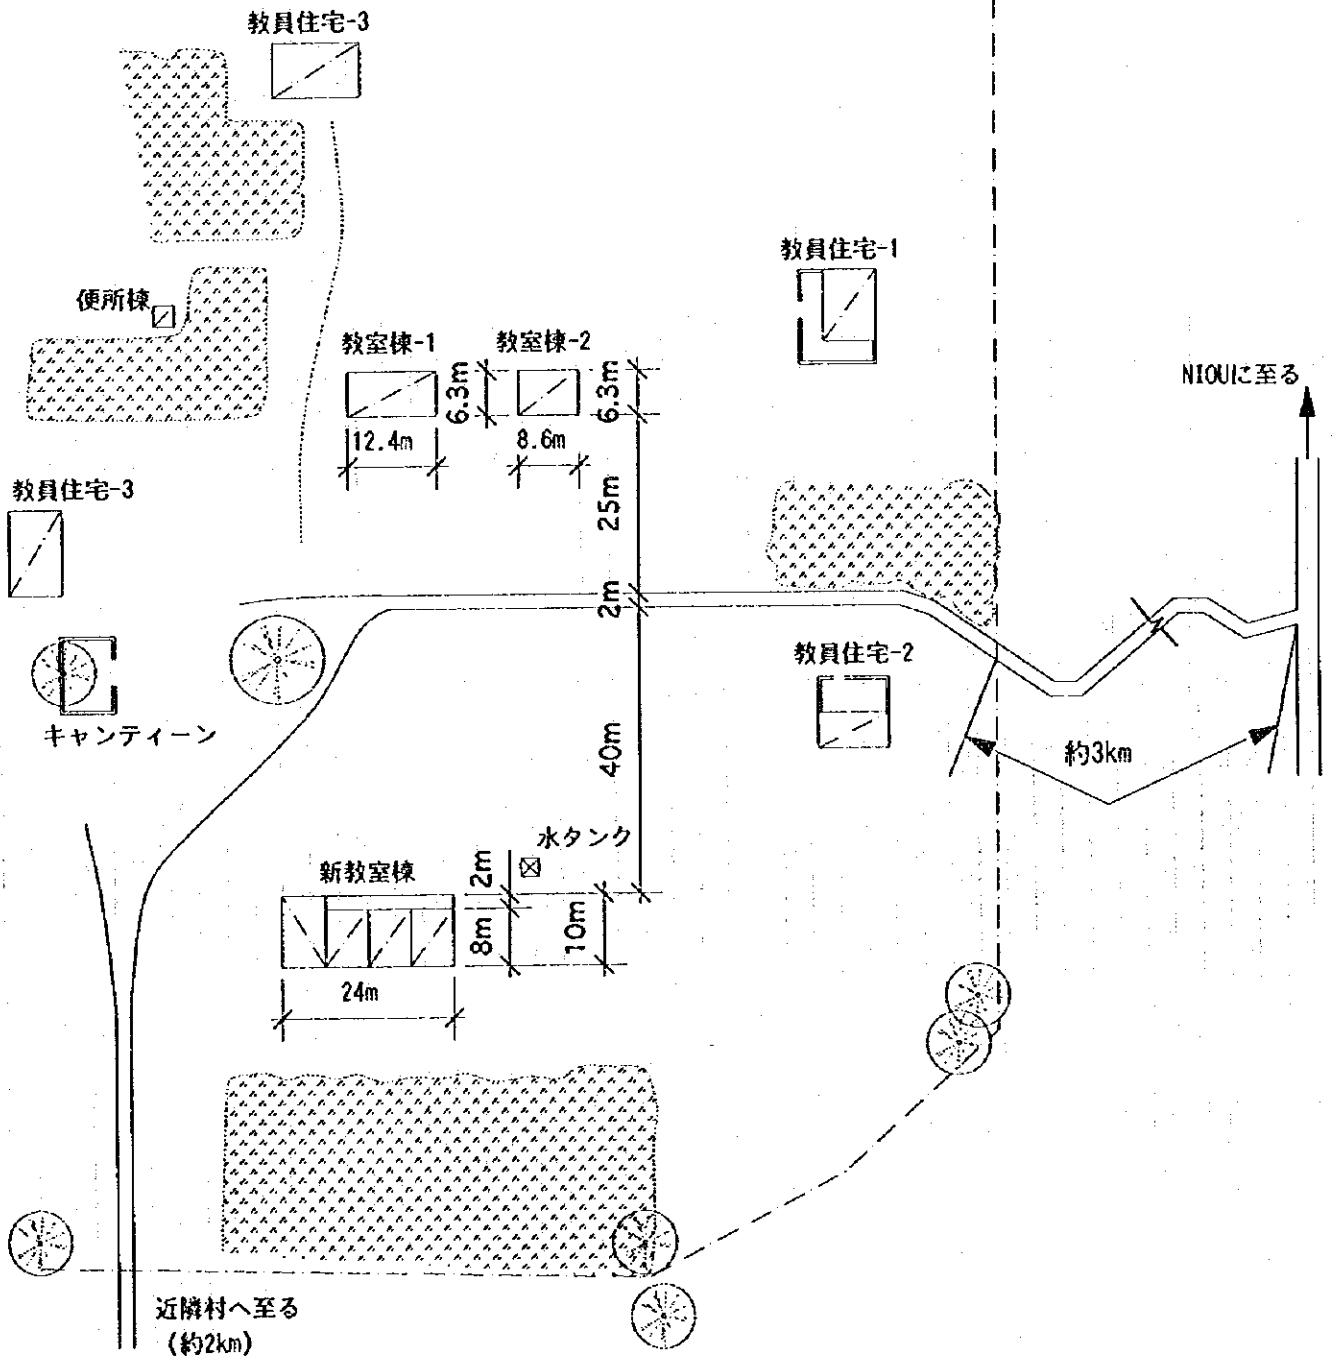 教員住宅-3
教員住宅-1
便所棟
教室棟-1
教室棟-2
6.3m
6.3m
NIOUに至る
12.4m
8.6m
教員住宅-3
25m
2m
教員住宅-2
キャンティーン
40m
約3km
水タンク
新教室棟
2m
8m
10m
24m
近隣村へ至る
(約2km)